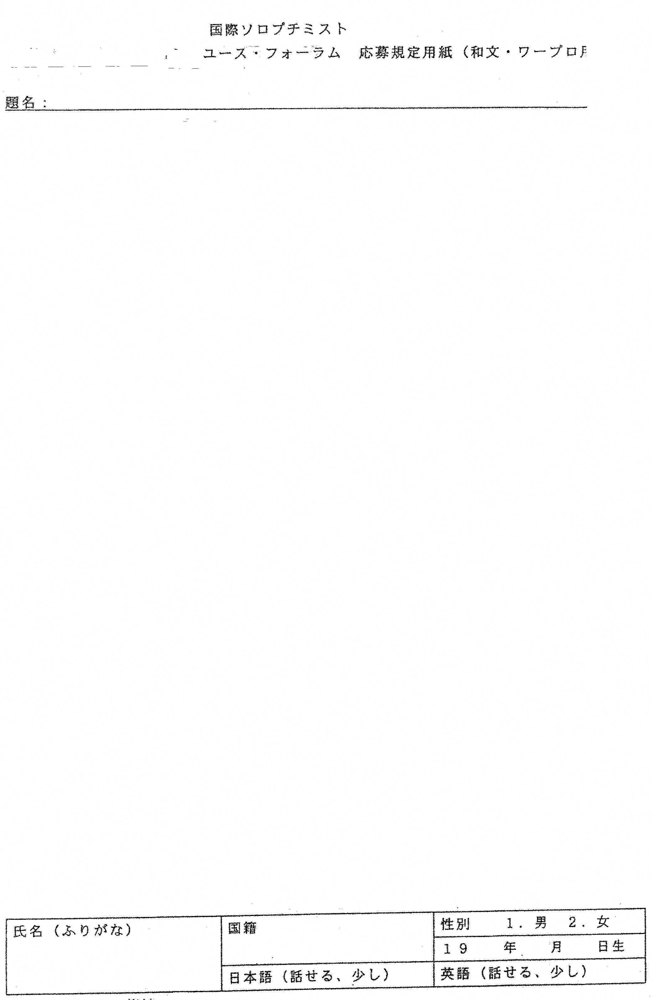 国際ソロプチミスト
ユース・フォーラム　応募規定用紙（和文・ワープロ
題名：
氏名（ふりがな）
国籍
性別　　1．男　2．女
19　　年　　月　　日生
日本語（話せる、少し）
英語（話せる、少し）